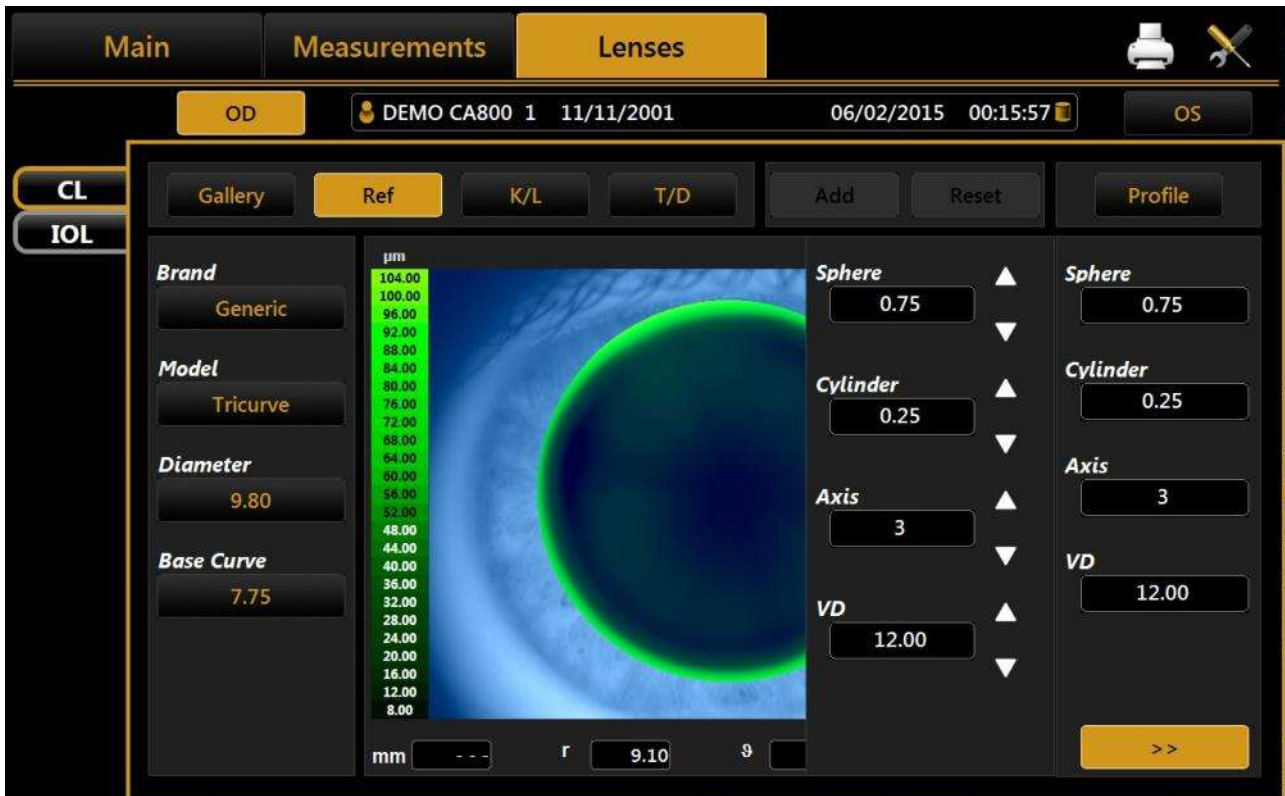 Main Measurements Lenses
OD DEMO CA800 1 11/11/2001 06/02/2015 00:15:57 OS
CL
IOL
Gallery Ref K/L T/D Add Reset Profile
Brand
Generic
Model
Tricurve
Diameter
9.80
Base Curve
7.75
µm
104.00
100.00
96.00
92.00
88.00
84.00
80.00
76.00
72.00
68.00
64.00
60.00
56.00
52.00
48.00
44.00
40.00
36.00
32.00
28.00
24.00
20.00
16.00
12.00
8.00
mm - - - r 9.10 ϑ
Sphere
0.75
Cylinder
0.25
Axis
3
VD
12.00
Sphere
0.75
Cylinder
0.25
Axis
3
VD
12.00
>>